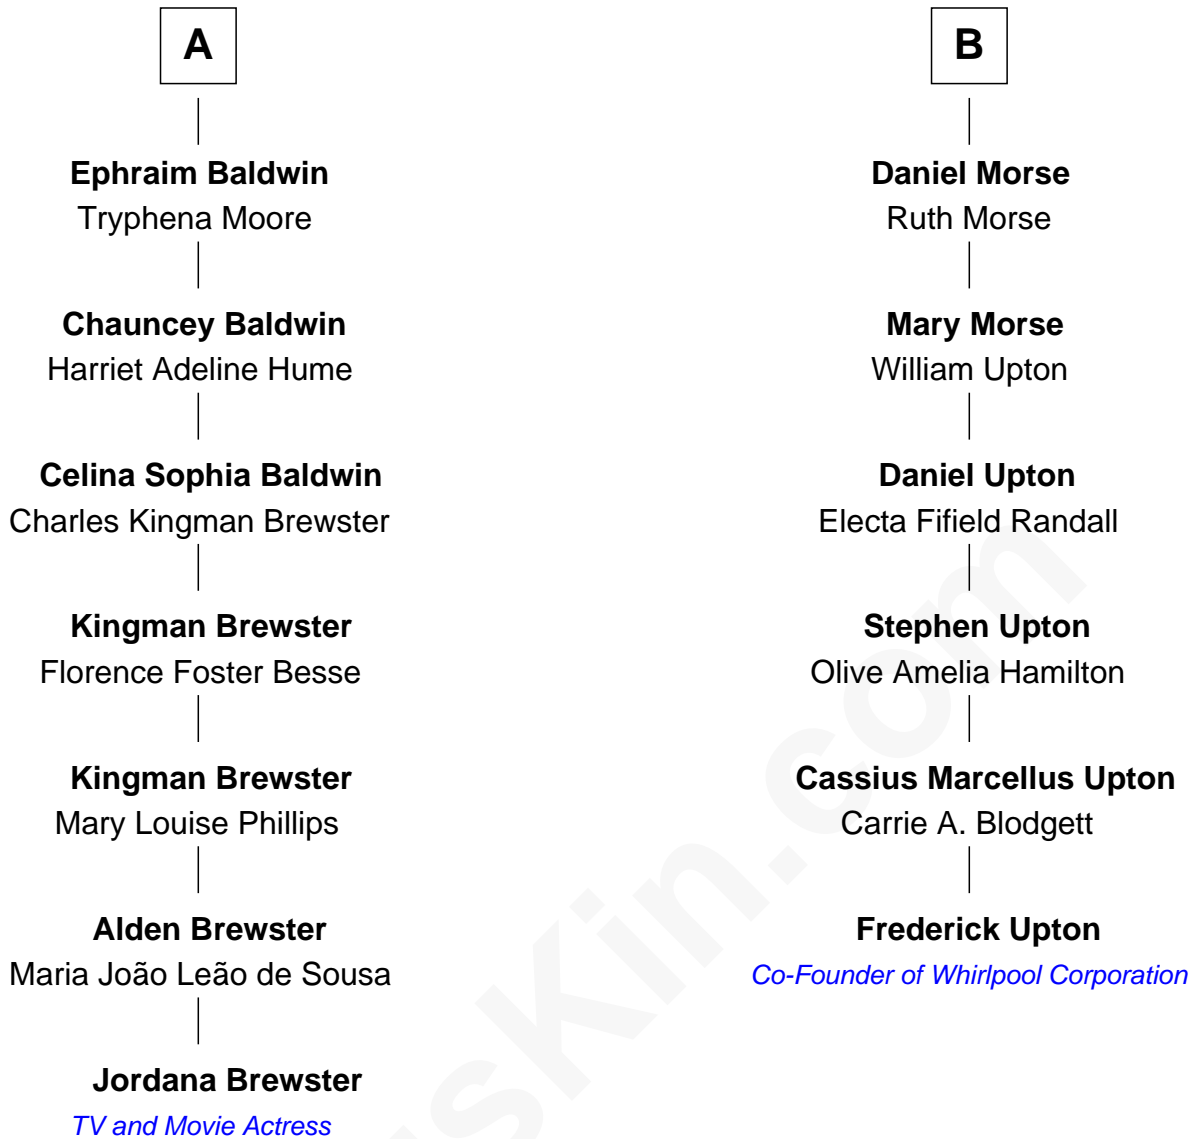 A
Ephraim Baldwin
Tryphena Moore
Chauncey Baldwin
Harriet Adeline Hume
Celina Sophia Baldwin
Charles Kingman Brewster
Kingman Brewster
Florence Foster Besse
Kingman Brewster
Mary Louise Phillips
Alden Brewster
Maria João Leão de Sousa
Jordana Brewster
TV and Movie Actress
B
Daniel Morse
Ruth Morse
Mary Morse
William Upton
Daniel Upton
Electa Fifield Randall
Stephen Upton
Olive Amelia Hamilton
Cassius Marcellus Upton
Carrie A. Blodgett
Frederick Upton
Co-Founder of Whirlpool Corporation
sKin.com